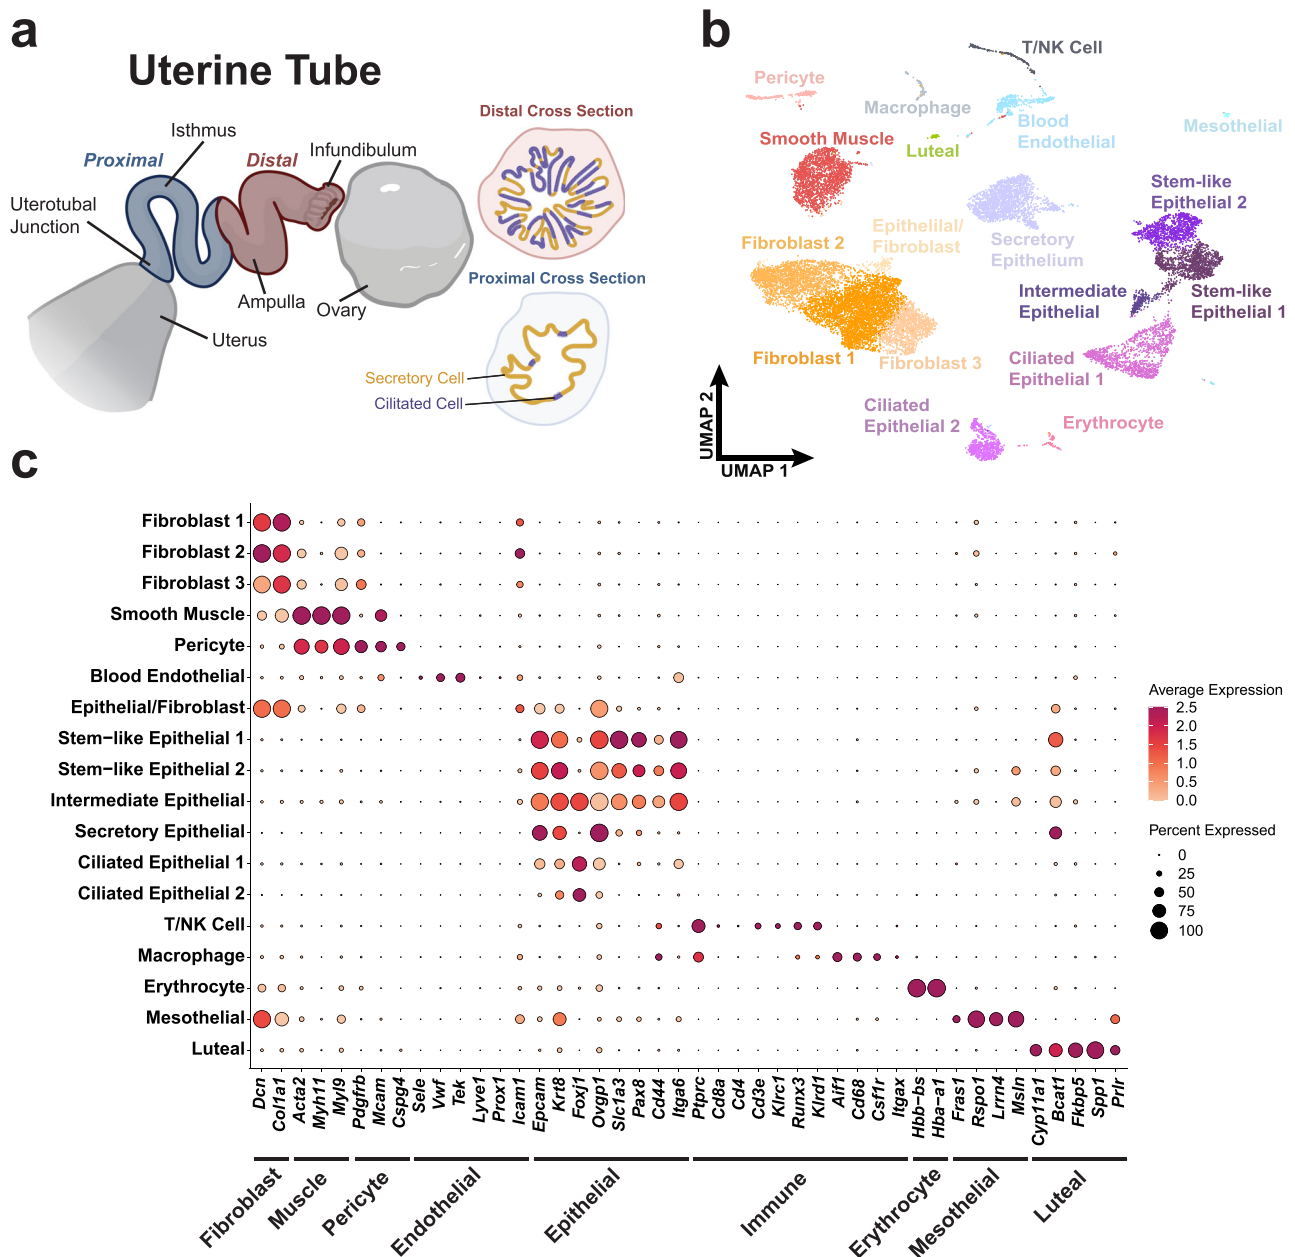 a
Uterine Tube
Isthmus
Proximal
Distal
Infundibulum
Uterotubal
Junction
Ampulla
Ovary
Uterus
Distal Cross Section
Proximal Cross Section
Secretory Cell
Cilitated Cell
b
T/NK Cell
Pericyte
Macrophage
Blood
Endothelial
Mesothelial
Smooth Muscle
Luteal
Stem-like
Epithelial 2
Epithelial/
Fibroblast
Secretory
Epithelium
Fibroblast 2
Intermediate
Epithelial
Stem-like
Epithelial 1
Fibroblast 1
Fibroblast 3
Ciliated
Epithelial 1
Ciliated
Epithelial 2
Erythrocyte
UMAP 2
UMAP 1
c
Fibroblast 1
Fibroblast 2
Fibroblast 3
Smooth Muscle
Pericyte
Blood Endothelial
Epithelial/Fibroblast
Stem−like Epithelial 1
Stem−like Epithelial 2
Intermediate Epithelial
Secretory Epithelial
Ciliated Epithelial 1
Ciliated Epithelial 2
T/NK Cell
Macrophage
Erythrocyte
Mesothelial
Luteal
Dcn
Col1a1
Acta2
Myh11
Myl9
Pdgfrb
Mcam
Cspg4
Sele
Vwf
Tek
Lyve1
Prox1
Icam1
Epcam
Krt8
Foxj1
Ovgp1
Slc1a3
Pax8
Cd44
Itga6
Ptprc
Cd8a
Cd4
Cd3e
Klrc1
Runx3
Klrd1
Aif1
Cd68
Csf1r
Itgax
Hbb-bs
Hba-a1
Fras1
Rspo1
Lrrn4
Msln
Cyp11a1
Bcat1
Fkbp5
Spp1
Prlr
Fibroblast
Muscle
Pericyte
Endothelial
Epithelial
Immune
Erythrocyte
Mesothelial
Luteal
Average Expression
2.5
2.0
1.5
1.0
0.5
0.0
Percent Expressed
0
25
50
75
100